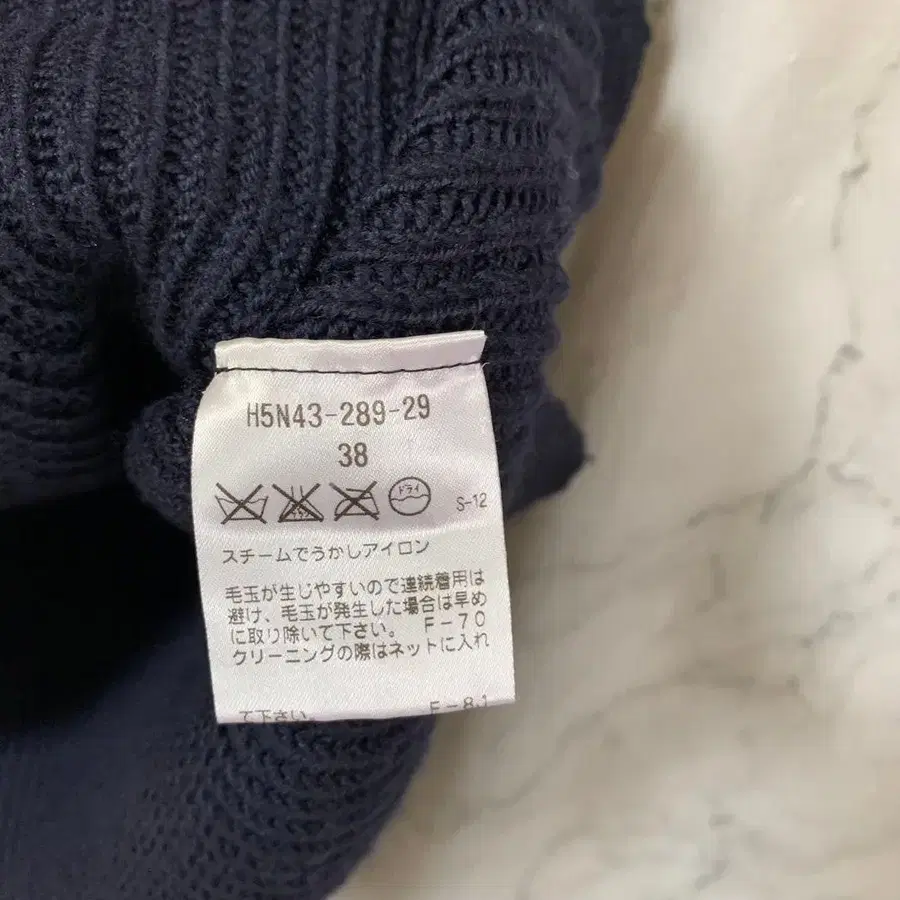 H5N43-289-29
38
ドライ
S-12
スチームでうかしアイロン
毛玉が生じやすいので連続着用は
避け、毛玉が発生した場合は早め
に取り除いて下さい。 F-70
クリーニングの際はネットに入れ
て下さい。 F-81